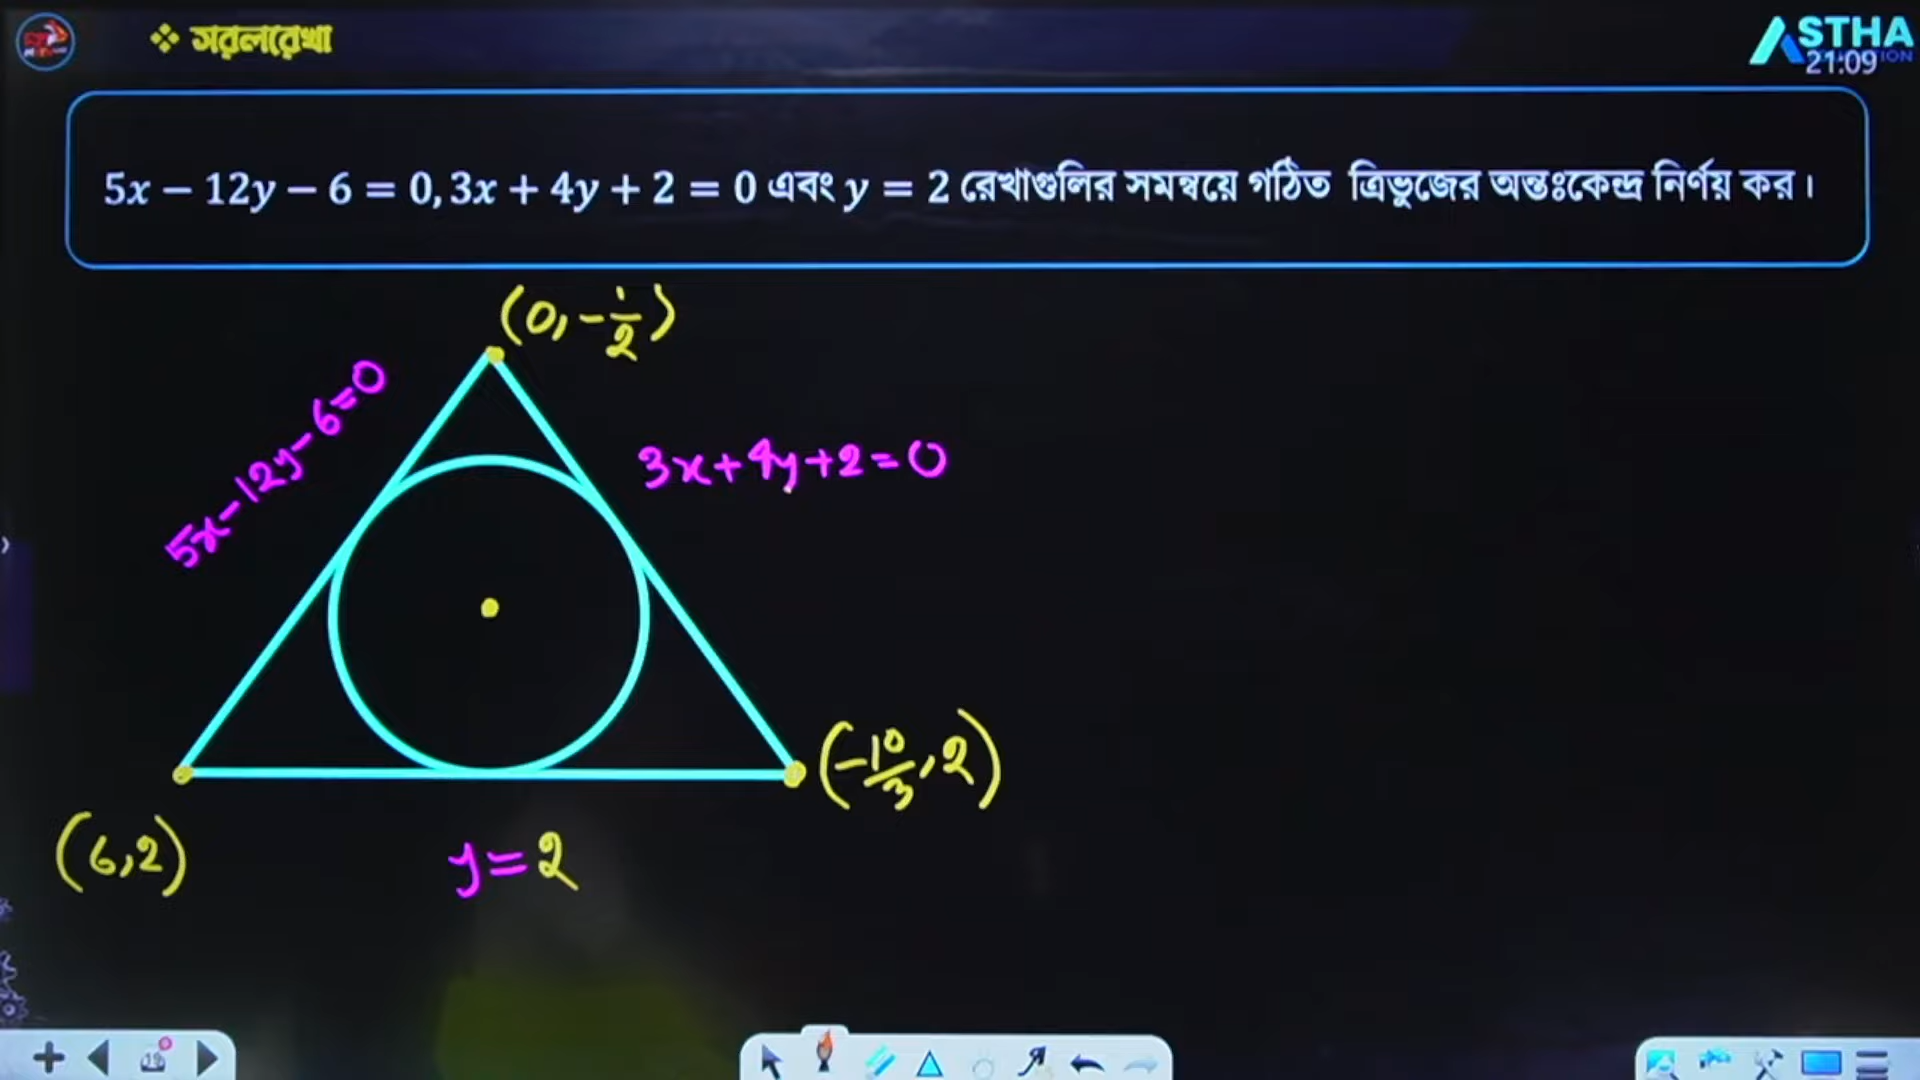 সরলরেখা
ASTHA
21:09
5x − 12y − 6 = 0, 3x + 4y + 2 = 0 এবং y = 2 রেখাগুলির সমন্বয়ে গঠিত ত্রিভুজের অন্তঃকেন্দ্র নির্ণয় কর।
(0, -1/2)
5x-12y-6=0
3x+4y+2=0
(-10/3, 2)
(6,2)
y=2